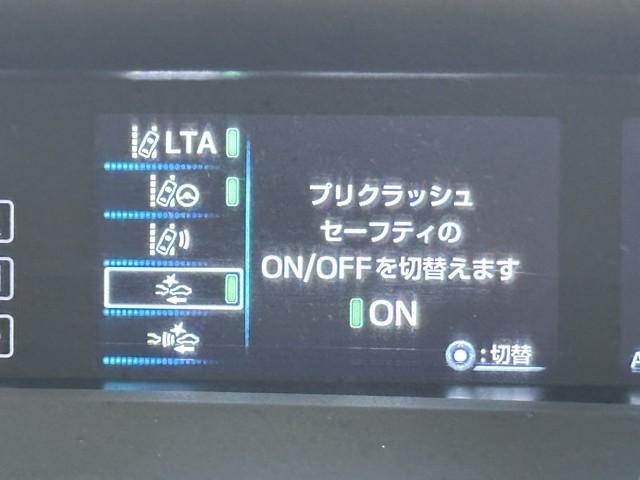 LTA
プリクラッシュ
セーフティの
ON/OFFを切替えます
ON
:切替